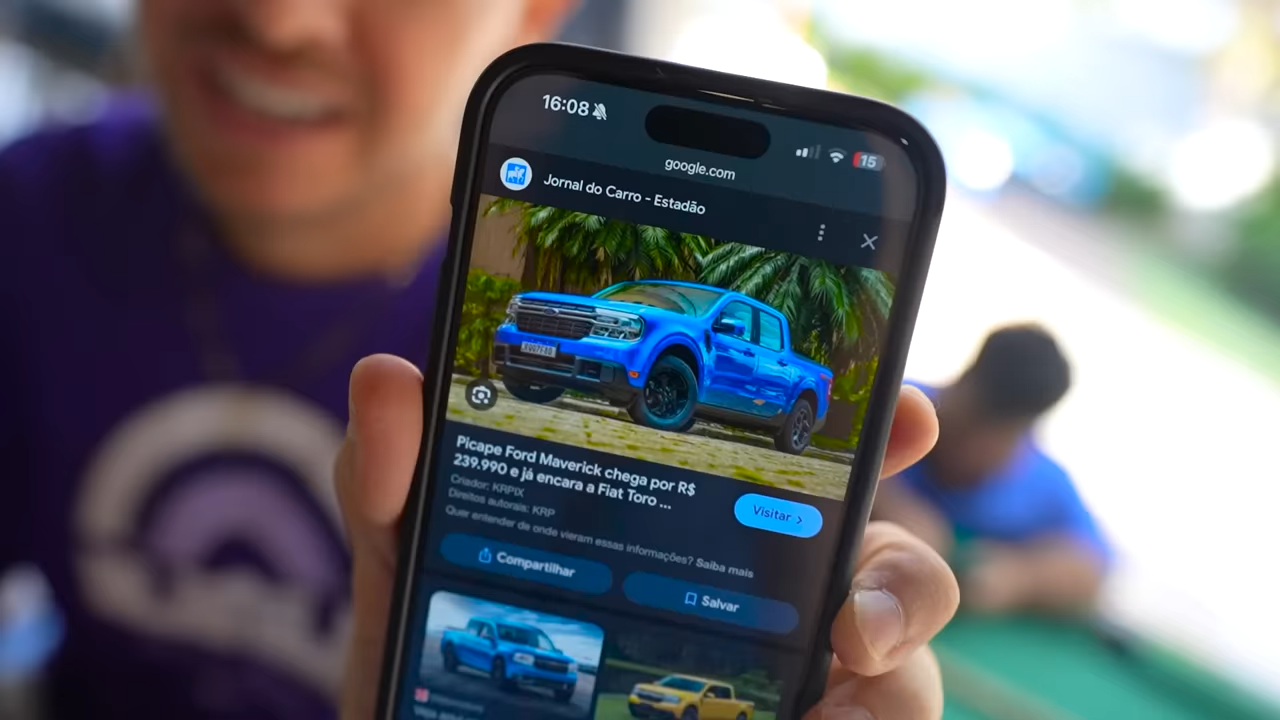 16:08
15
google.com
Jornal do Carro - Estadão
Picape Ford Maverick chega por R$
239.990 e já encara a Fiat Toro ...
Visitar
Criador: KRPIX
Direitos autorais: KRP
Quer entender de onde vieram essas informações? Saiba mais
Compartilhar
Salvar